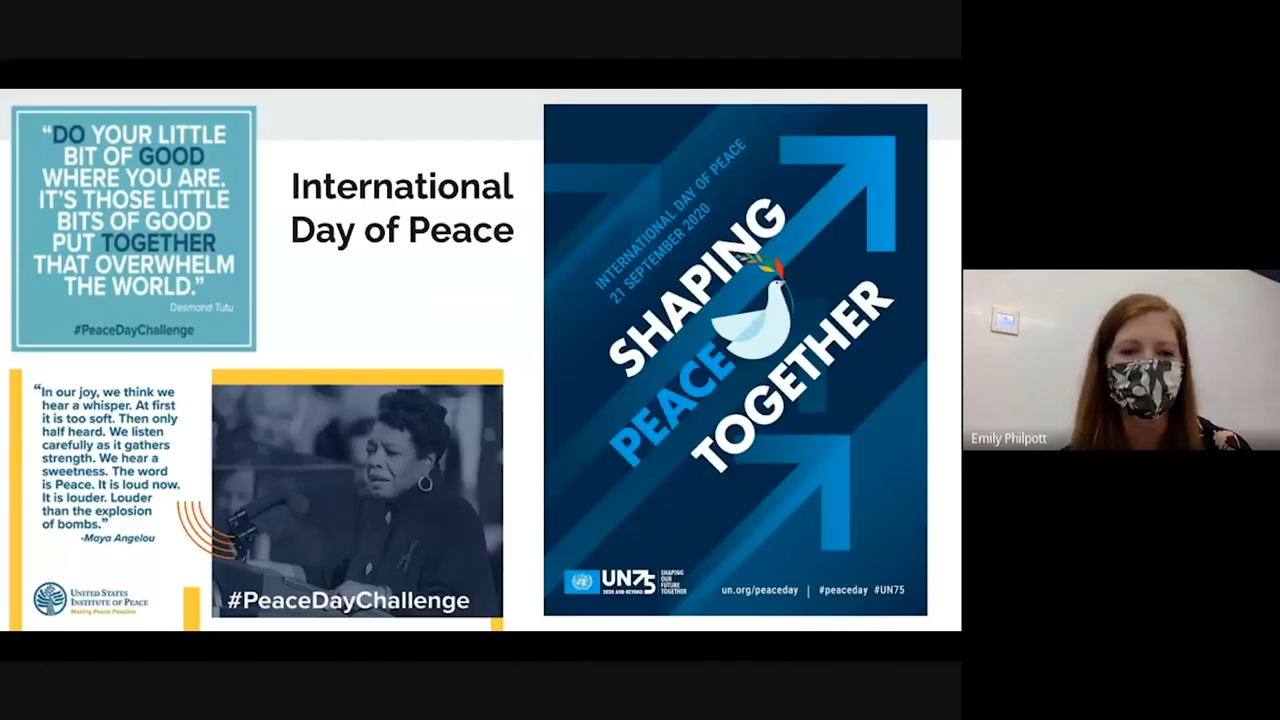 “DO YOUR LITTLE
BIT OF GOOD
WHERE YOU ARE.
IT’S THOSE LITTLE
BITS OF GOOD
PUT TOGETHER
THAT OVERWHELM
THE WORLD.”
Desmond Tutu
#PeaceDayChallenge
International
Day of Peace
“In our joy, we think we
hear a whisper. At first
it is too soft. Then only
half heard. We listen
carefully as it gathers
strength. We hear a
sweetness. The word
is Peace. It is loud now.
It is louder. Louder
than the explosion
of bombs.”
-Maya Angelou
UNITED STATES
INSTITUTE OF PEACE
Making Peace Possible
#PeaceDayChallenge
INTERNATIONAL DAY OF PEACE
21 SEPTEMBER 2020
SHAPING
PEACE
TOGETHER
UN75
2020 AND BEYOND
SHAPING
OUR
FUTURE
TOGETHER
un.org/peaceday | #peaceday #UN75
Emily Philpott